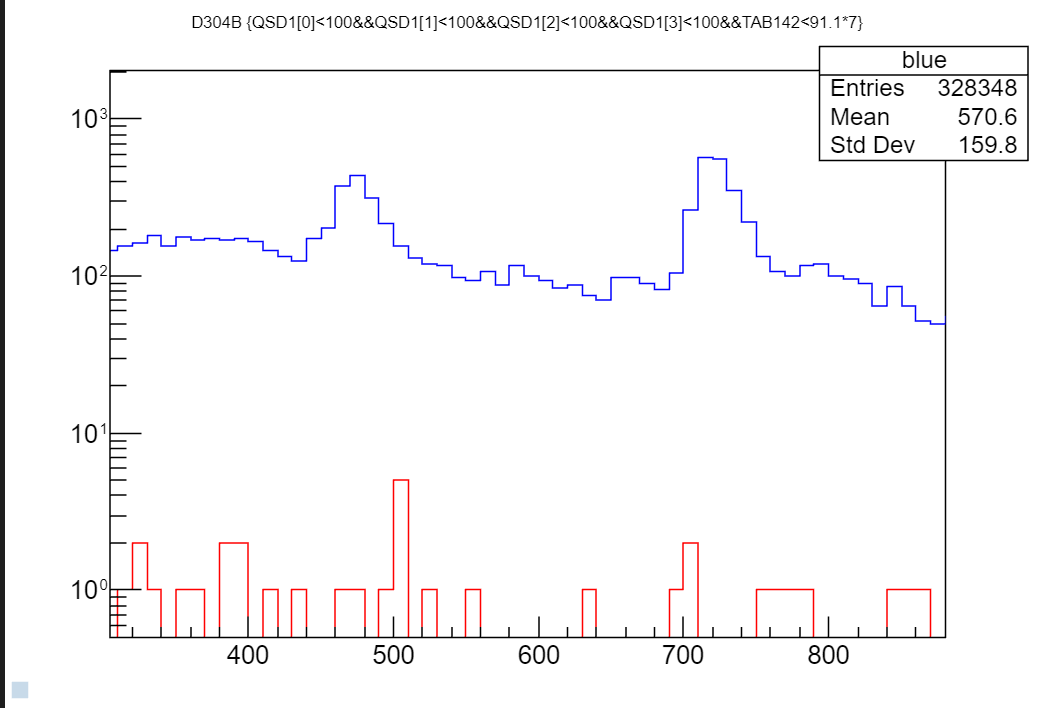 D304B {QSD1[0]<100&&QSD1[1]<100&&QSD1[2]<100&&QSD1[3]<100&&TAB142<91.1*7}
blue
Entries 328348
Mean 570.6
Std Dev 159.8
10³
10²
10¹
10⁰
400 500 600 700 800